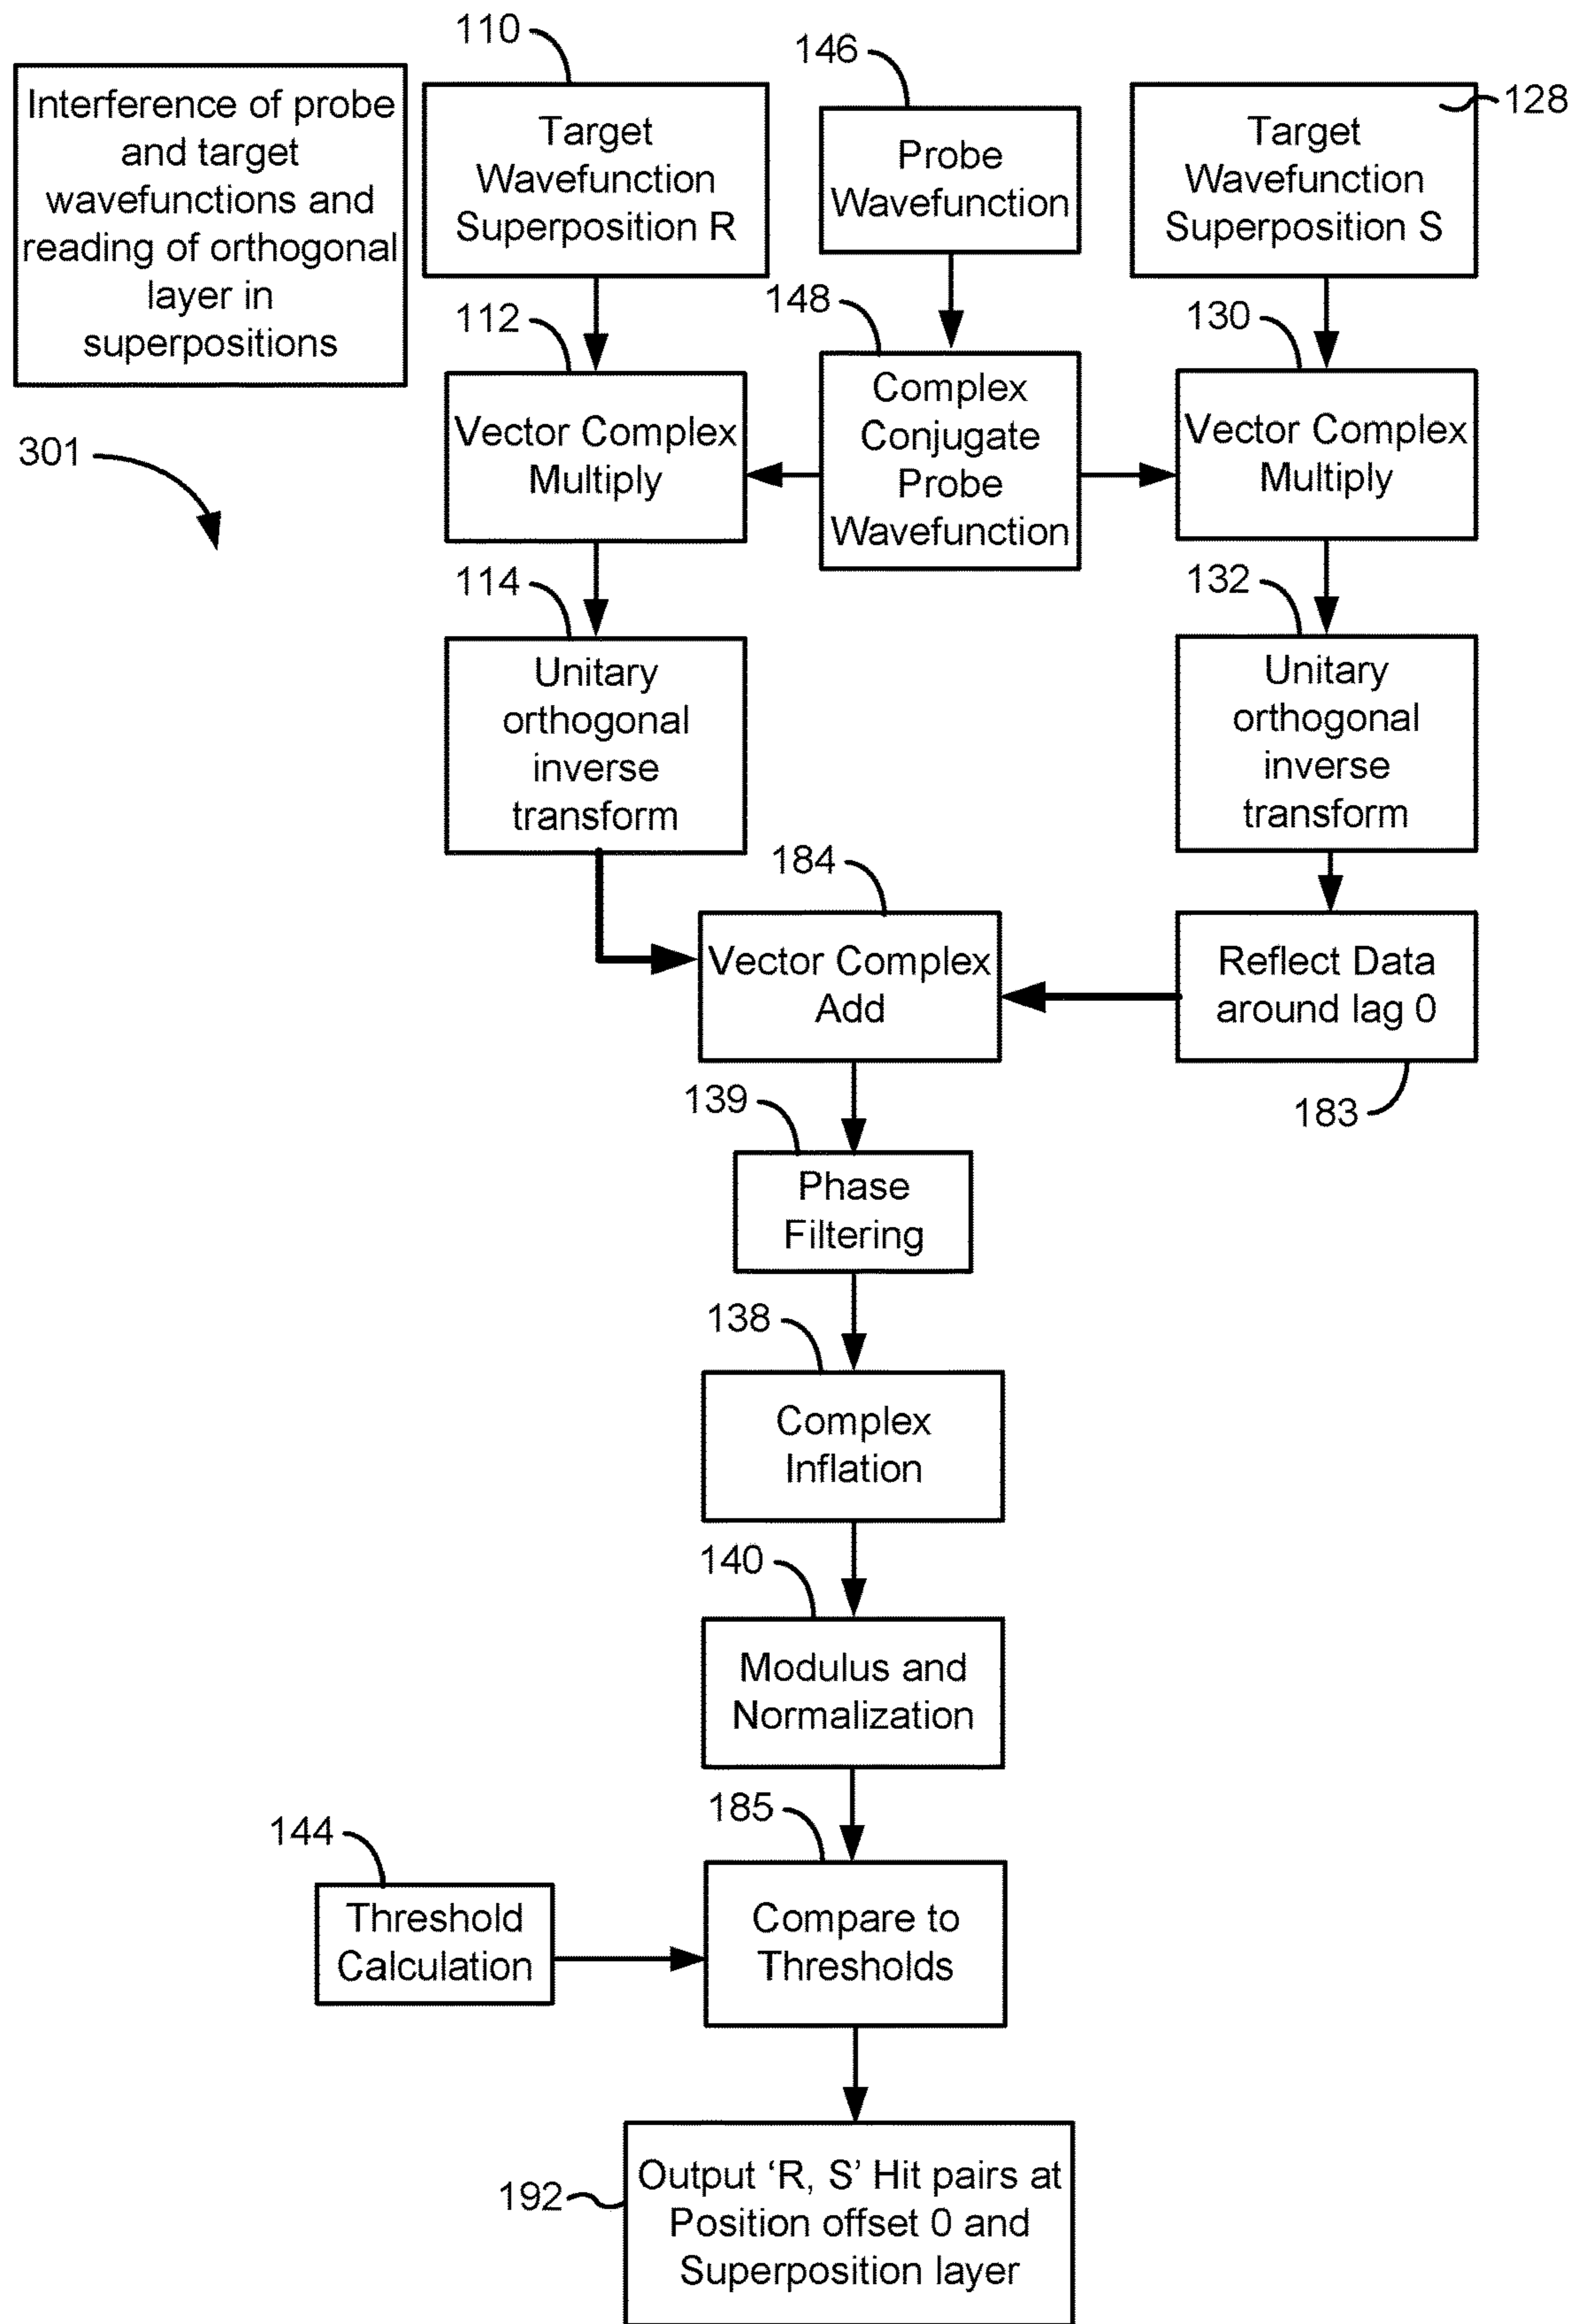 110
146
128
Interference of probe
and target
wavefunctions and
reading of orthogonal
layer in
superpositions
Target
Wavefunction
Superposition R
Probe
Wavefunction
Target
Wavefunction
Superposition S
112
148
130
301
Vector Complex
Multiply
Complex
Conjugate
Probe
Wavefunction
Vector Complex
Multiply
114
132
Unitary
orthogonal
inverse
transform
Unitary
orthogonal
inverse
transform
184
Vector Complex
Add
Reflect Data
around lag 0
183
139
Phase
Filtering
138
Complex
Inflation
140
Modulus and
Normalization
185
144
Threshold
Calculation
Compare to
Thresholds
192
Output ‘R, S’ Hit pairs at
Position offset 0 and
Superposition layer